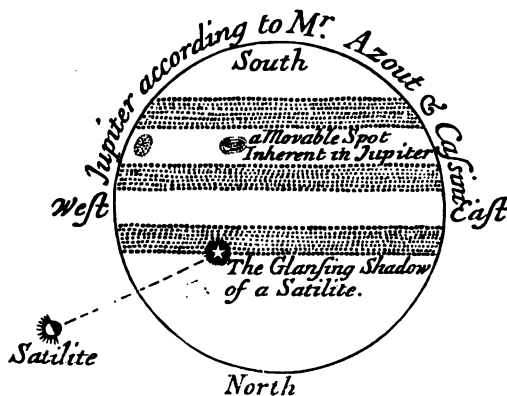 Jupiter according to Mr. Azout & Casini
South
a Movable Spot
Inherent in Jupiter
West
East
The Glansing Shadow
of a Satilite.
Satilite
North